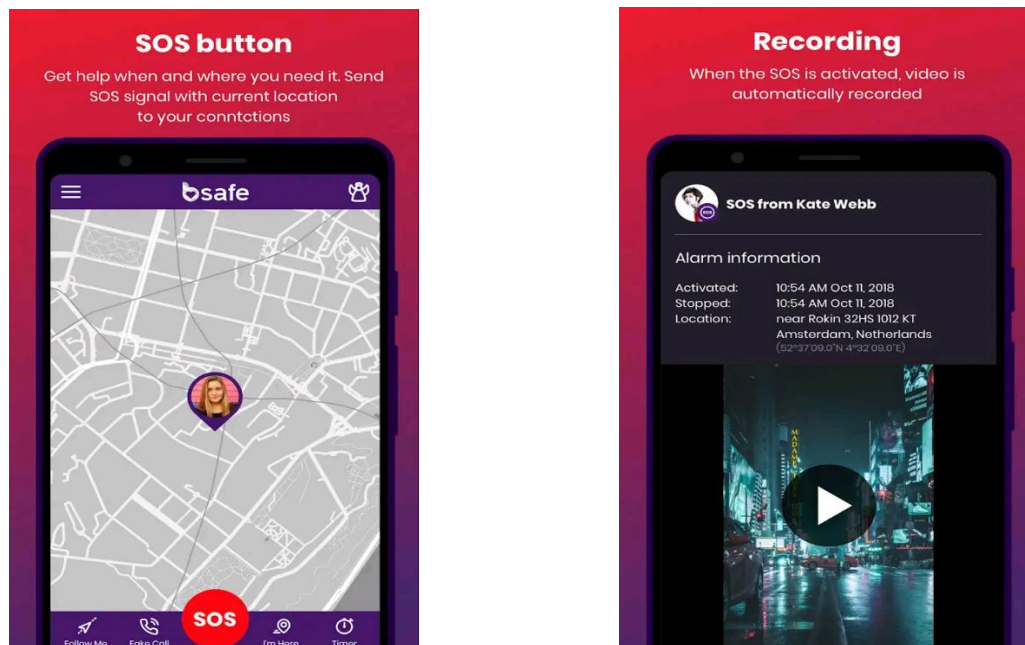 SOS button
Get help when and where you need it. Send
SOS signal with current location
to your conntctions
bsafe
SOS
Follow Me
Fake Call
I'm Here
Timer
Recording
When the SOS is activated, video is
automatically recorded
SOS
SOS from Kate Webb
Alarm information
Activated: 10:54 AM Oct 11, 2018
Stopped: 10:54 AM Oct 11, 2018
Location: near Rokin 32HS 1012 KT
Amsterdam, Netherlands
(52°37'09.0"N 4°32'09.0"E)
MADAME